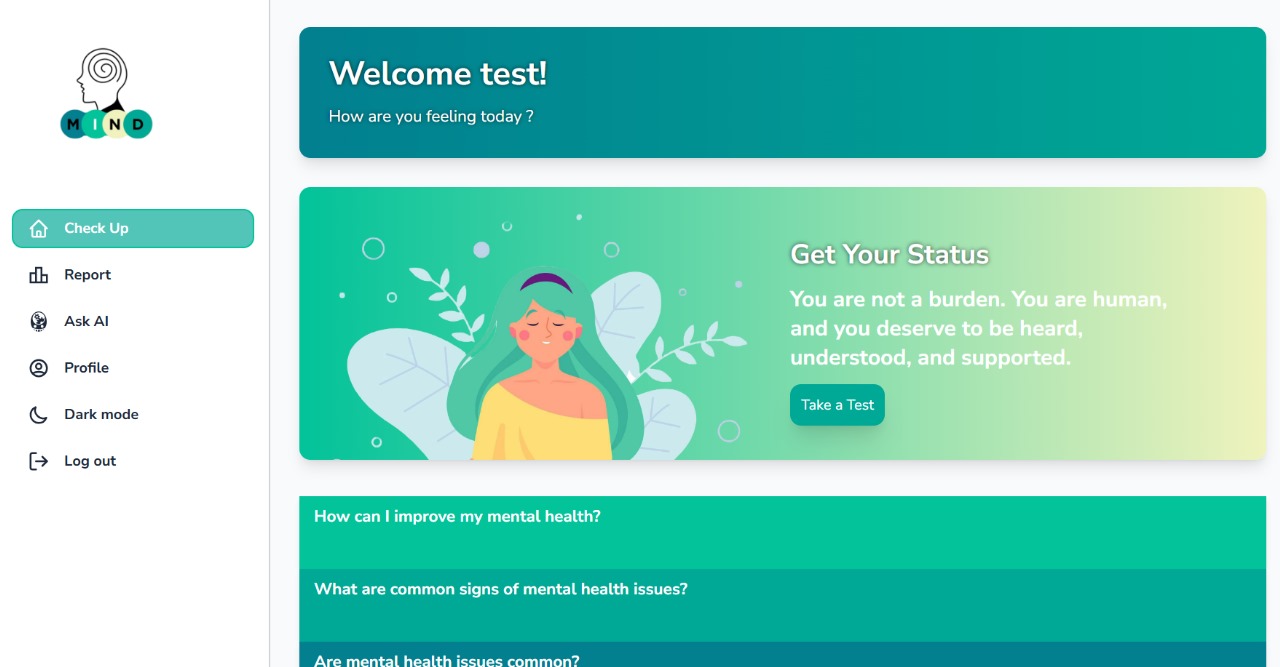 MIND
Check Up
Report
Ask AI
Profile
Dark mode
Log out
Welcome test!
How are you feeling today ?
Get Your Status
You are not a burden. You are human,
and you deserve to be heard,
understood, and supported.
Take a Test
How can I improve my mental health?
What are common signs of mental health issues?
Are mental health issues common?